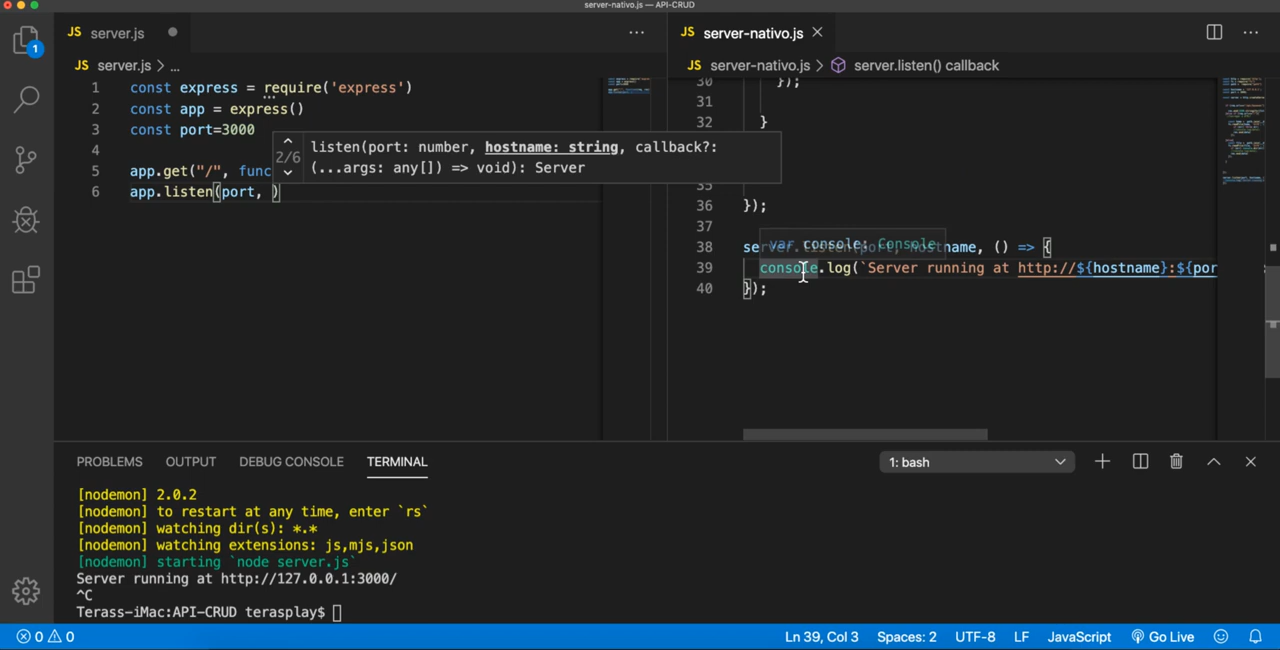 server-nativo.js — API-CRUD
JS server.js
JS server.js > ...
1 const express = require('express')
2 const app = express()
3 const port=3000
4
5 app.get("/", func
6 app.listen(port, )
2/6
listen(port: number, hostname: string, callback?:
(...args: any[]) => void): Server
JS server-nativo.js
JS server-nativo.js > server.listen() callback
30 });
31
32 }
35
36 });
37
38 server.listen(port, hostname, () => {
var console: Console
39 console.log(`Server running at http://${hostname}:${por
40 });
1
PROBLEMS OUTPUT DEBUG CONSOLE TERMINAL
1: bash
[nodemon] 2.0.2
[nodemon] to restart at any time, enter `rs`
[nodemon] watching dir(s): *.*
[nodemon] watching extensions: js,mjs,json
[nodemon] starting `node server.js`
Server running at http://127.0.0.1:3000/
^C
Terass-iMac:API-CRUD terasplay$
0 0
Ln 39, Col 3 Spaces: 2 UTF-8 LF JavaScript Go Live